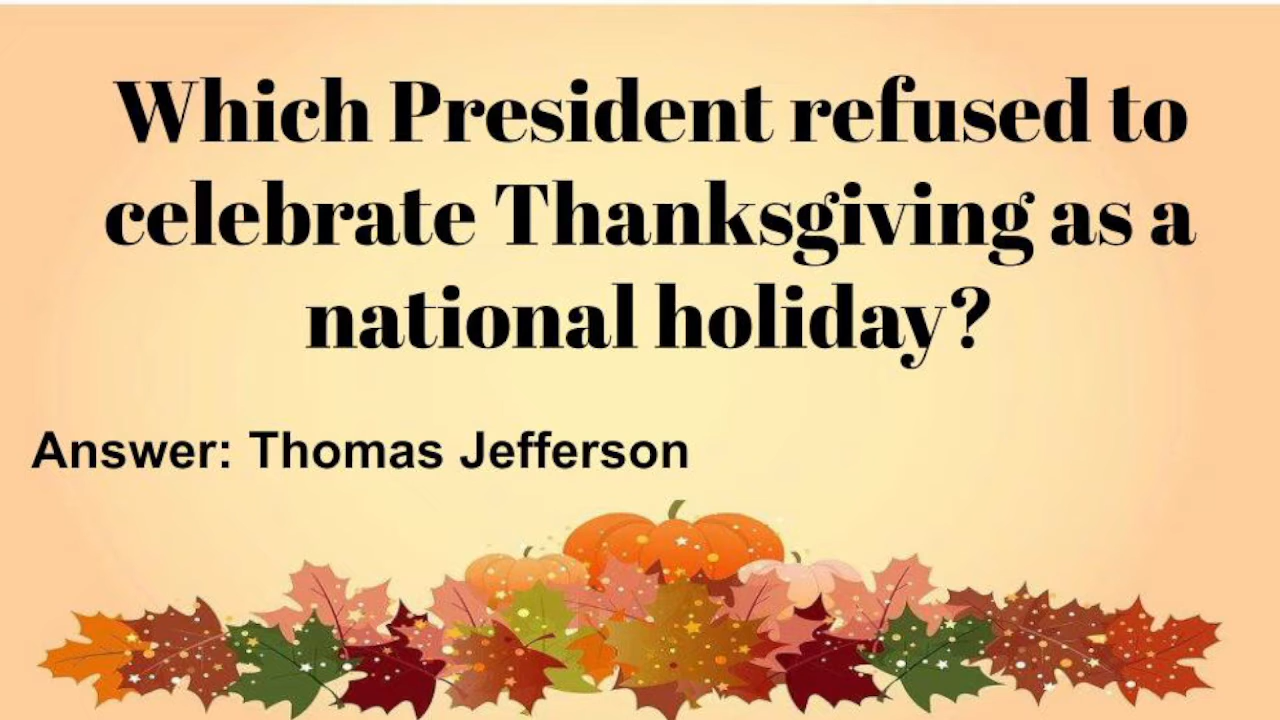 Which President refused to
celebrate Thanksgiving as a
national holiday?
Answer: Thomas Jefferson